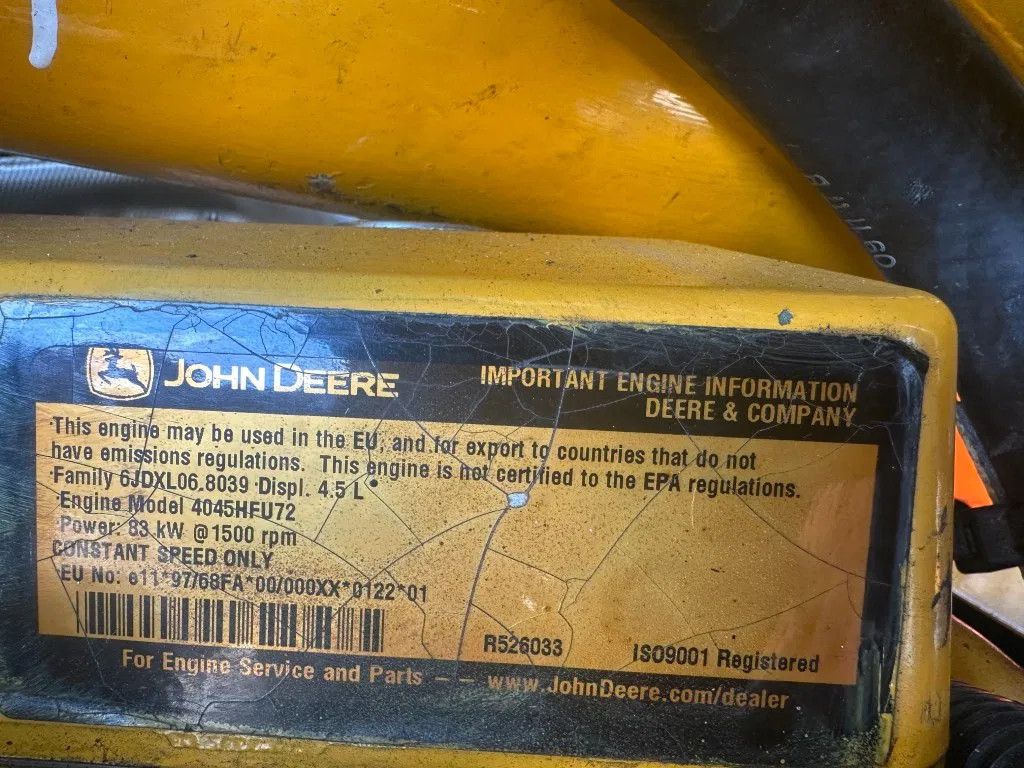 JOHN DEERE
IMPORTANT ENGINE INFORMATION
DEERE & COMPANY
This engine may be used in the EU, and for export to countries that do not
have emissions regulations. This engine is not certified to the EPA regulations.
Family 6JDXL06.8039 Displ. 4.5 L
Engine Model 4045HFU72
Power: 83 kW @ 1500 rpm
CONSTANT SPEED ONLY
EU No: e11*97/68FA*00/000XX*0122*01
R526033
ISO9001 Registered
For Engine Service and Parts – – www.JohnDeere.com/dealer